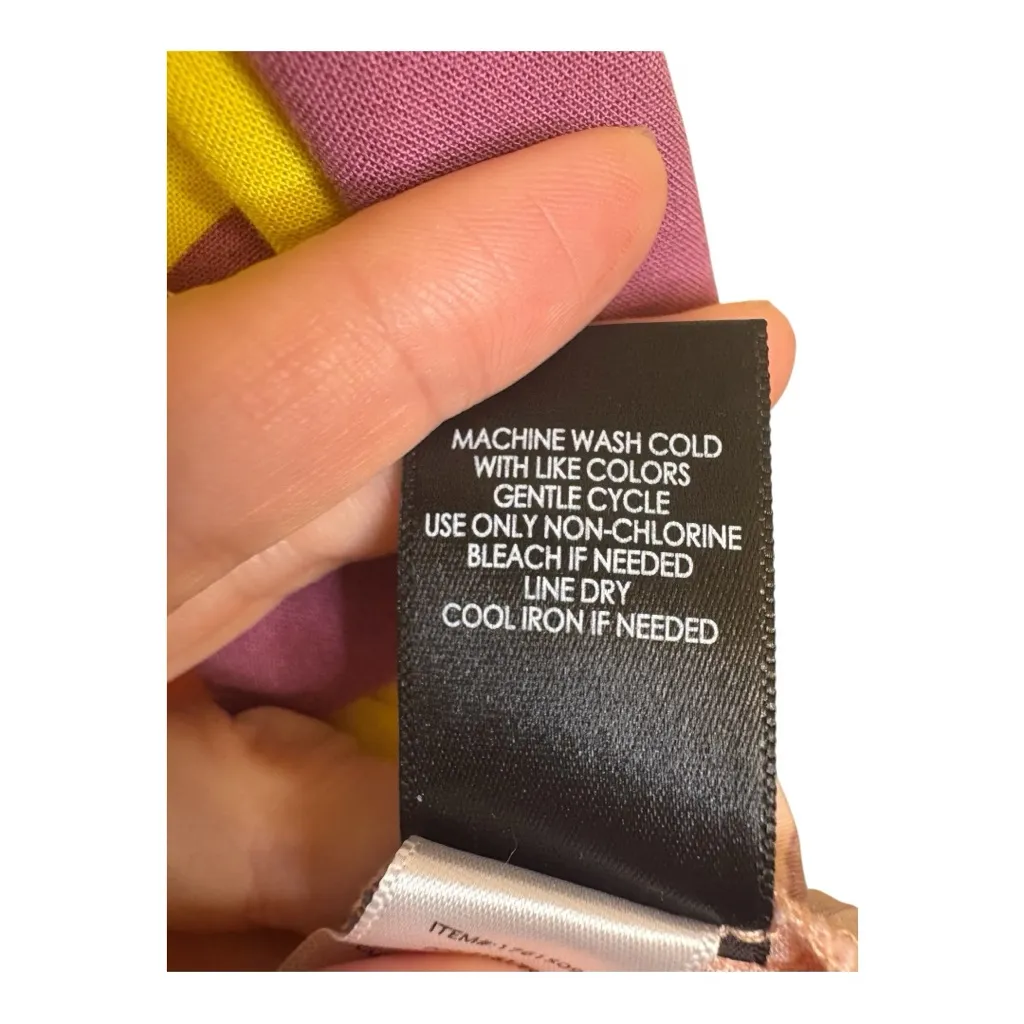 MACHINE WASH COLD
WITH LIKE COLORS
GENTLE CYCLE
USE ONLY NON-CHLORINE
BLEACH IF NEEDED
LINE DRY
COOL IRON IF NEEDED
ITEM#: